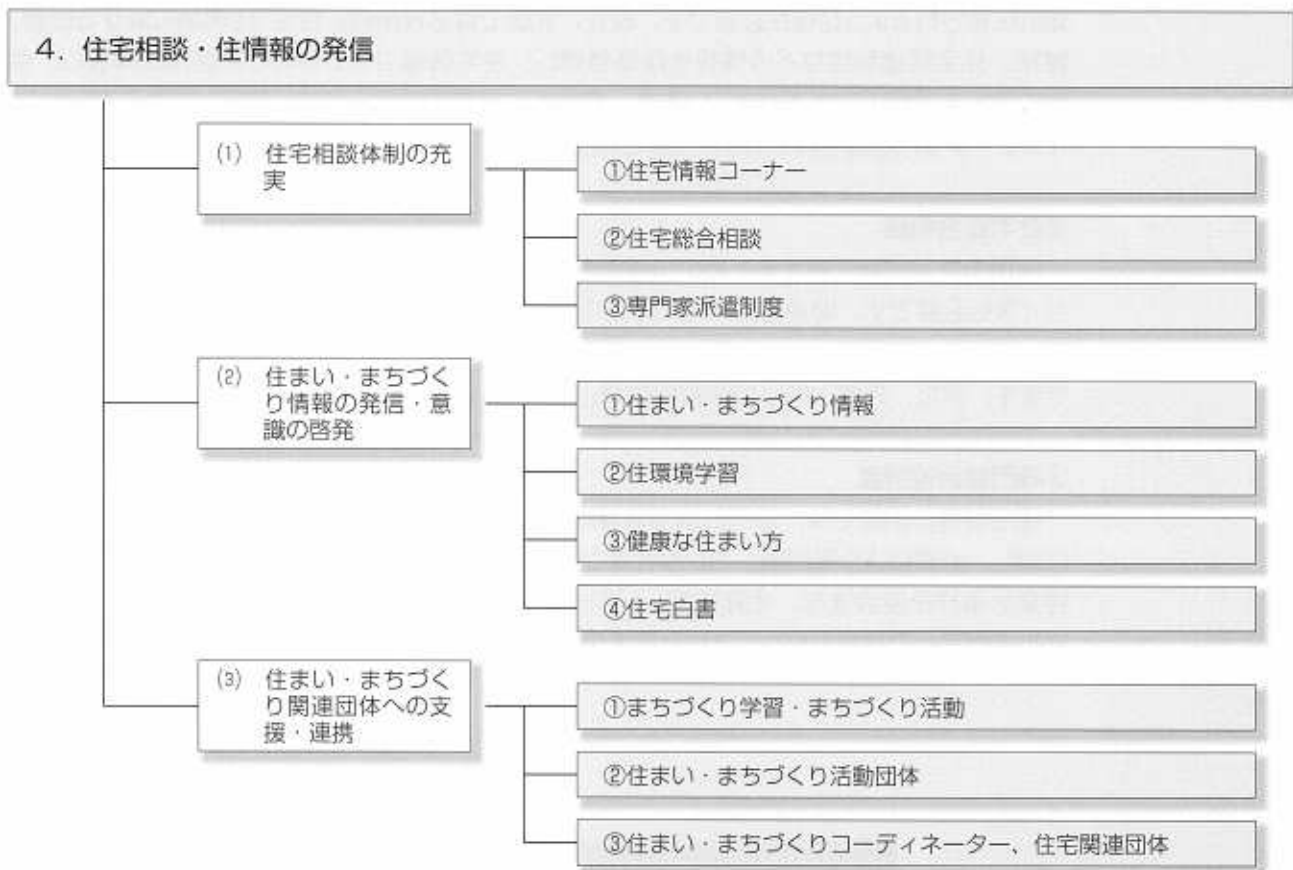 4．住宅相談・住情報の発信
(1) 住宅相談体制の充
実
①住宅情報コーナー
②住宅総合相談
③専門家派遣制度
(2) 住まい・まちづく
り情報の発信・意
識の啓発
①住まい・まちづくり情報
②住環境学習
③健康な住まい方
④住宅白書
(3) 住まい・まちづく
り関連団体への支
援・連携
①まちづくり学習・まちづくり活動
②住まい・まちづくり活動団体
③住まい・まちづくりコーディネーター、住宅関連団体